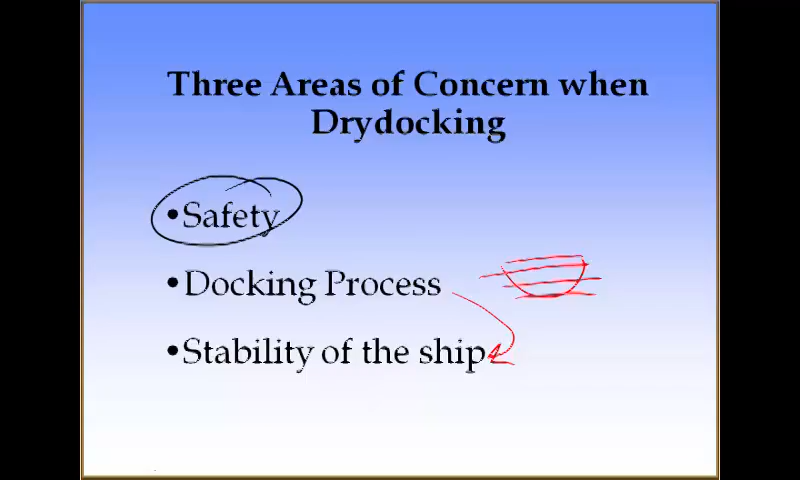 Three Areas of Concern when
Drydocking
•Safety
•Docking Process
•Stability of the ship